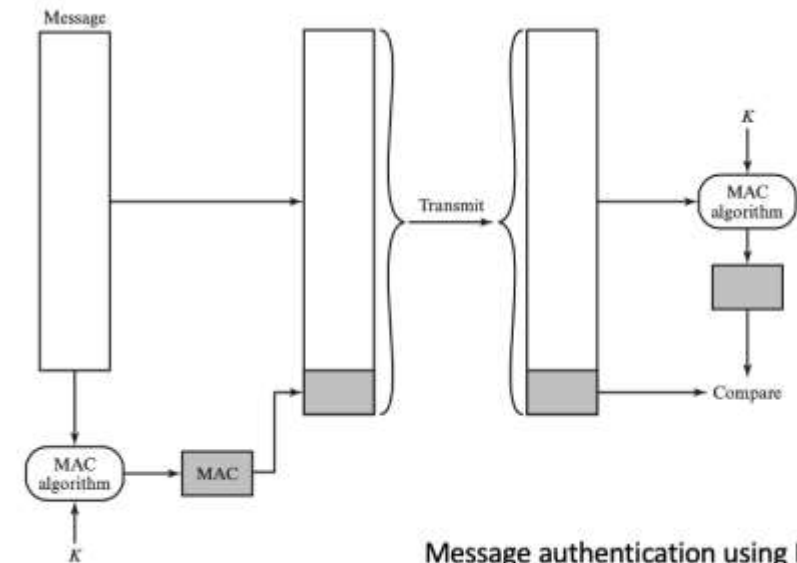 Message
K
MAC
algorithm
Transmit
Compare
MAC
algorithm
MAC
K
Message authentication using